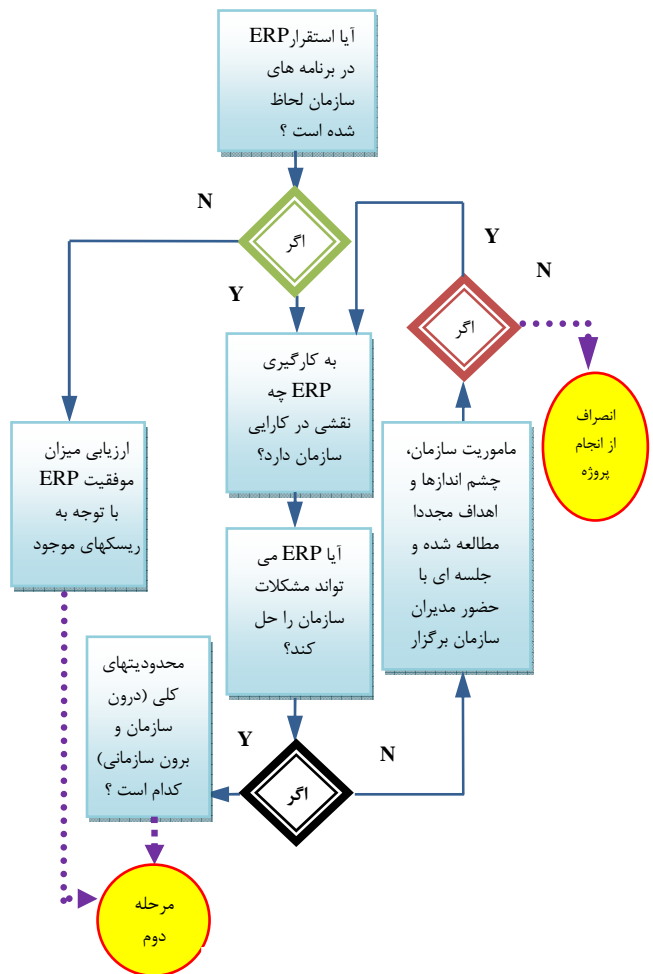 آیا استقرارERP
در برنامه های
سازمان لحاظ
شده است ؟
N
اگر
Y
Y
N
اگر
به کارگیری
ERP چه
نقشی در کارایی
سازمان دارد؟
انصراف
از انجام
پروژه
ارزیابی میزان
موفقیت ERP
با توجه به
ریسکهای موجود
ماموریت سازمان،
چشم اندازها و
اهداف مجددا
مطالعه شده و
جلسه ای با
حضور مدیران
سازمان برگزار
آیا ERP می
تواند مشکلات
سازمان را حل
کند؟
محدودیتهای
کلی (درون
سازمان و
برون سازمانی)
کدام است ؟
Y
N
اگر
مرحله
دوم